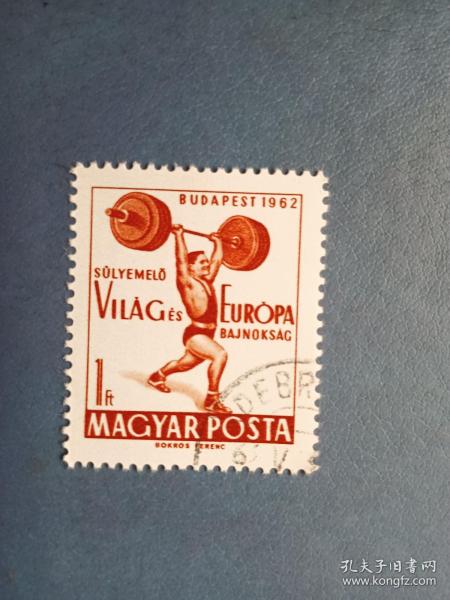 BUDAPEST 1962
SÚLYEMELŐ
VILÁG ÉS EURÓPA
BAJNOKSÁG
1 Ft
DEBR
MAGYAR POSTA
BOKROS FERENC
孔夫子旧书网
www.kongfz.com